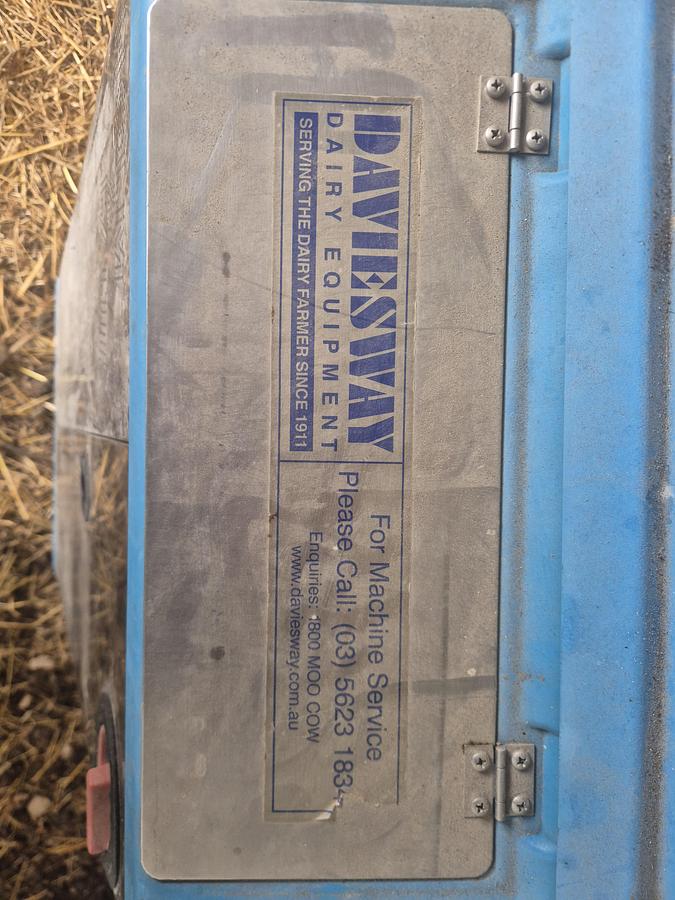 DAVIESWAY
DAIRY EQUIPMENT
SERVING THE DAIRY FARMER SINCE 1911
For Machine Service
Please Call: (03) 5623 1834
Enquiries: 1800 MOO COW
www.daviesway.com.au